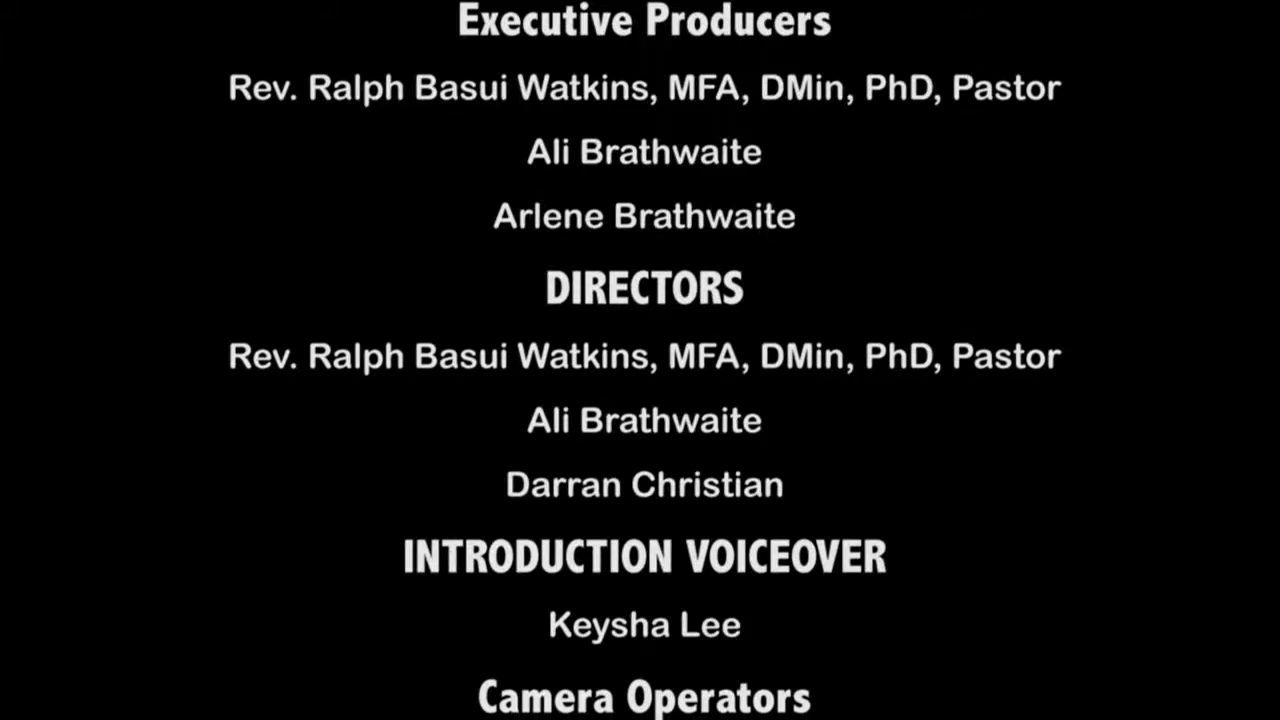 Executive Producers
Rev. Ralph Basui Watkins, MFA, DMin, PhD, Pastor
Ali Brathwaite
Arlene Brathwaite
DIRECTORS
Rev. Ralph Basui Watkins, MFA, DMin, PhD, Pastor
Ali Brathwaite
Darran Christian
INTRODUCTION VOICEOVER
Keysha Lee
Camera Operators